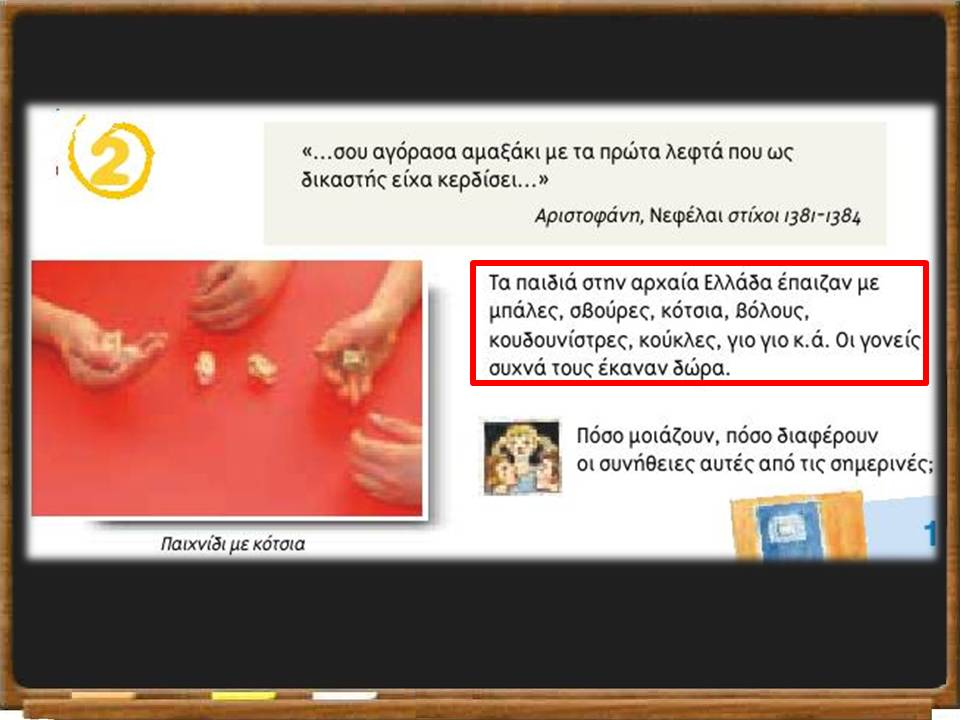 2
«...σου αγόρασα αμαξάκι με τα πρώτα λεφτά που ως
δικαστής είχα κερδίσει...»
Αριστοφάνη, Νεφέλαι στίχοι 1381-1384
Τα παιδιά στην αρχαία Ελλάδα έπαιζαν με
μπάλες, σβούρες, κότσια, βόλους,
κουδουνίστρες, κούκλες, γιο γιο κ.ά. Οι γονείς
συχνά τους έκαναν δώρα.
Πόσο μοιάζουν, πόσο διαφέρουν
οι συνήθειες αυτές από τις σημερινές;
Παιχνίδι με κότσια
1